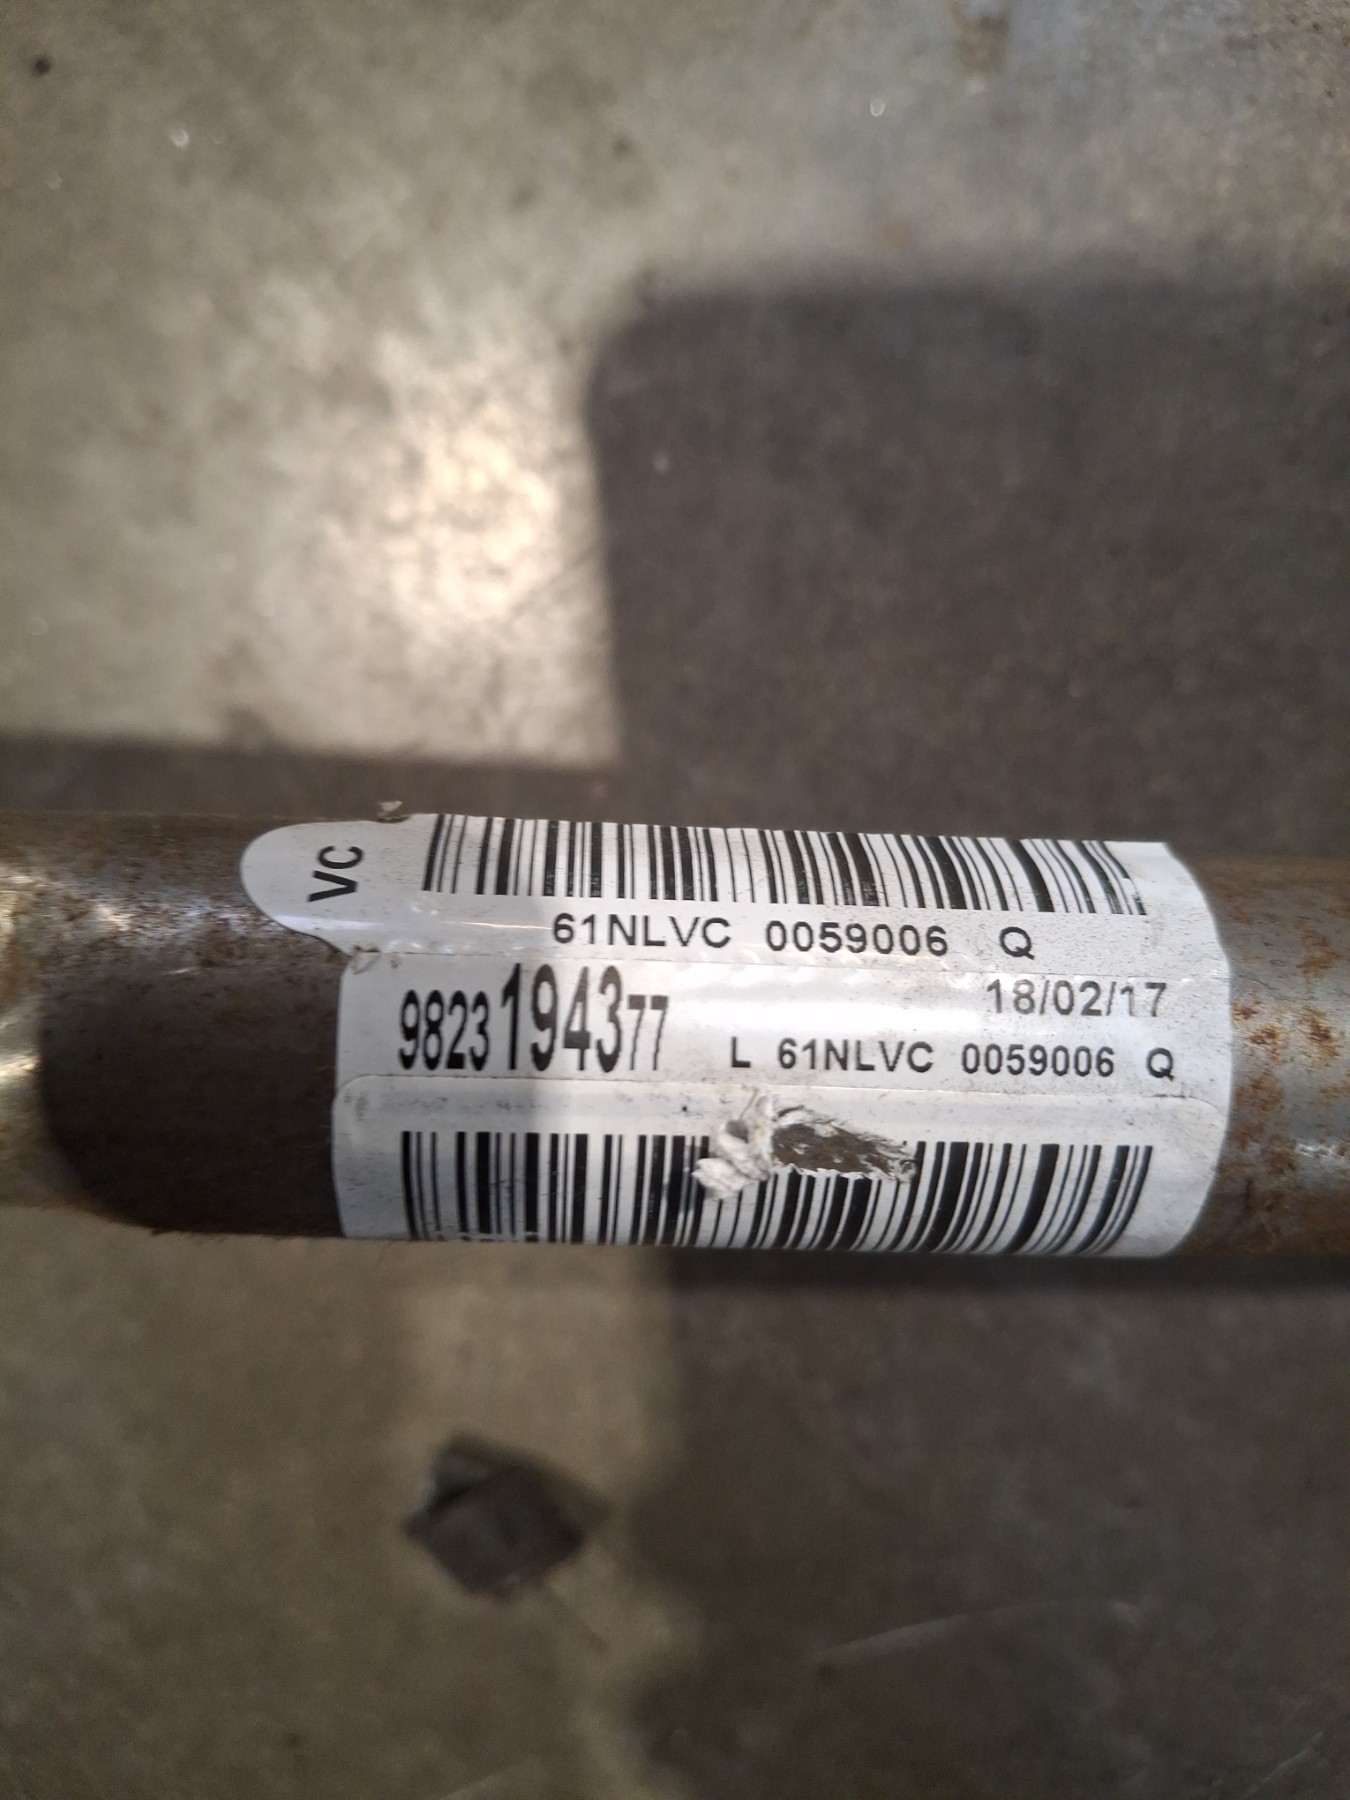 VC
61NLVC 0059006 Q
9823194377
18/02/17
L 61NLVC 0059006 Q